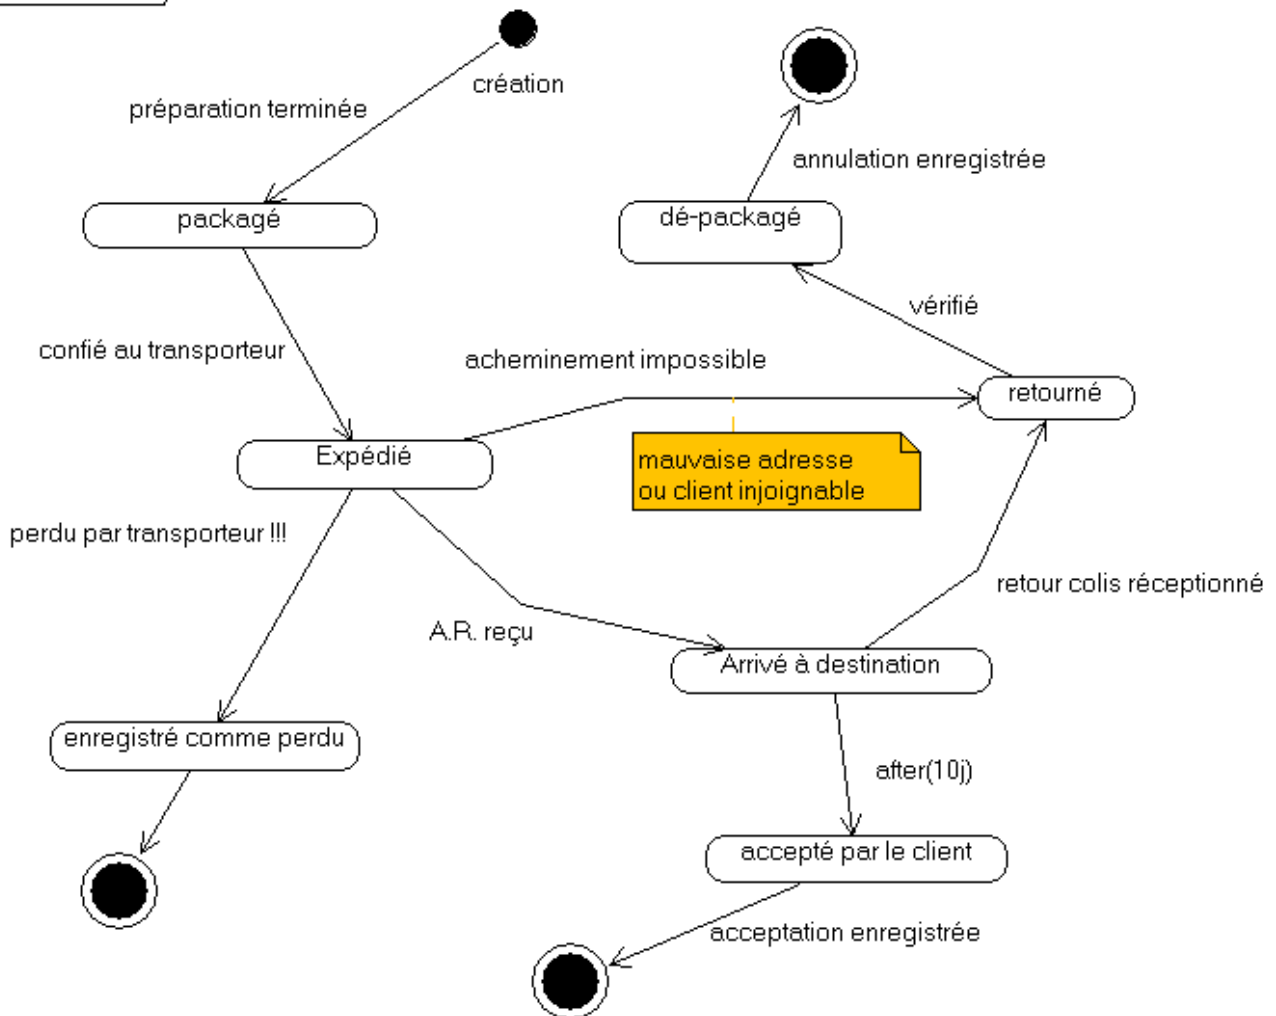 création
préparation terminée
annulation enregistrée
packagé
dé-packagé
vérifié
confié au transporteur
acheminement impossible
retourné
Expédié
mauvaise adresse
ou client injoignable
perdu par transporteur !!!
retour colis réceptionné
A.R. reçu
Arrivé à destination
enregistré comme perdu
after(10j)
accepté par le client
acceptation enregistrée